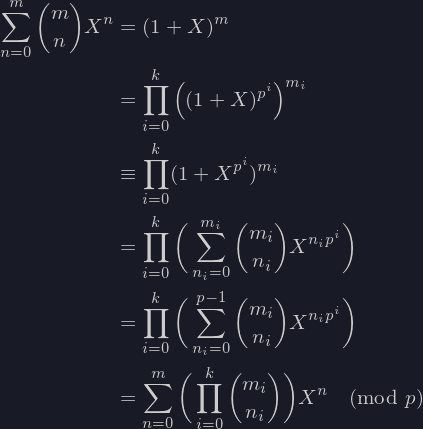 $\sum_{n=0}^{m} \binom{m}{n} X^n = (1 + X)^m$
$= \prod_{i=0}^{k} \left( (1 + X)^{p^i} \right)^{m_i}$
$\equiv \prod_{i=0}^{k} (1 + X^{p^i})^{m_i}$
$= \prod_{i=0}^{k} \left( \sum_{n_i=0}^{m_i} \binom{m_i}{n_i} X^{n_i p^i} \right)$
$= \prod_{i=0}^{k} \left( \sum_{n_i=0}^{p-1} \binom{m_i}{n_i} X^{n_i p^i} \right)$
$= \sum_{n=0}^{m} \left( \prod_{i=0}^{k} \binom{m_i}{n_i} \right) X^n \pmod{p}$